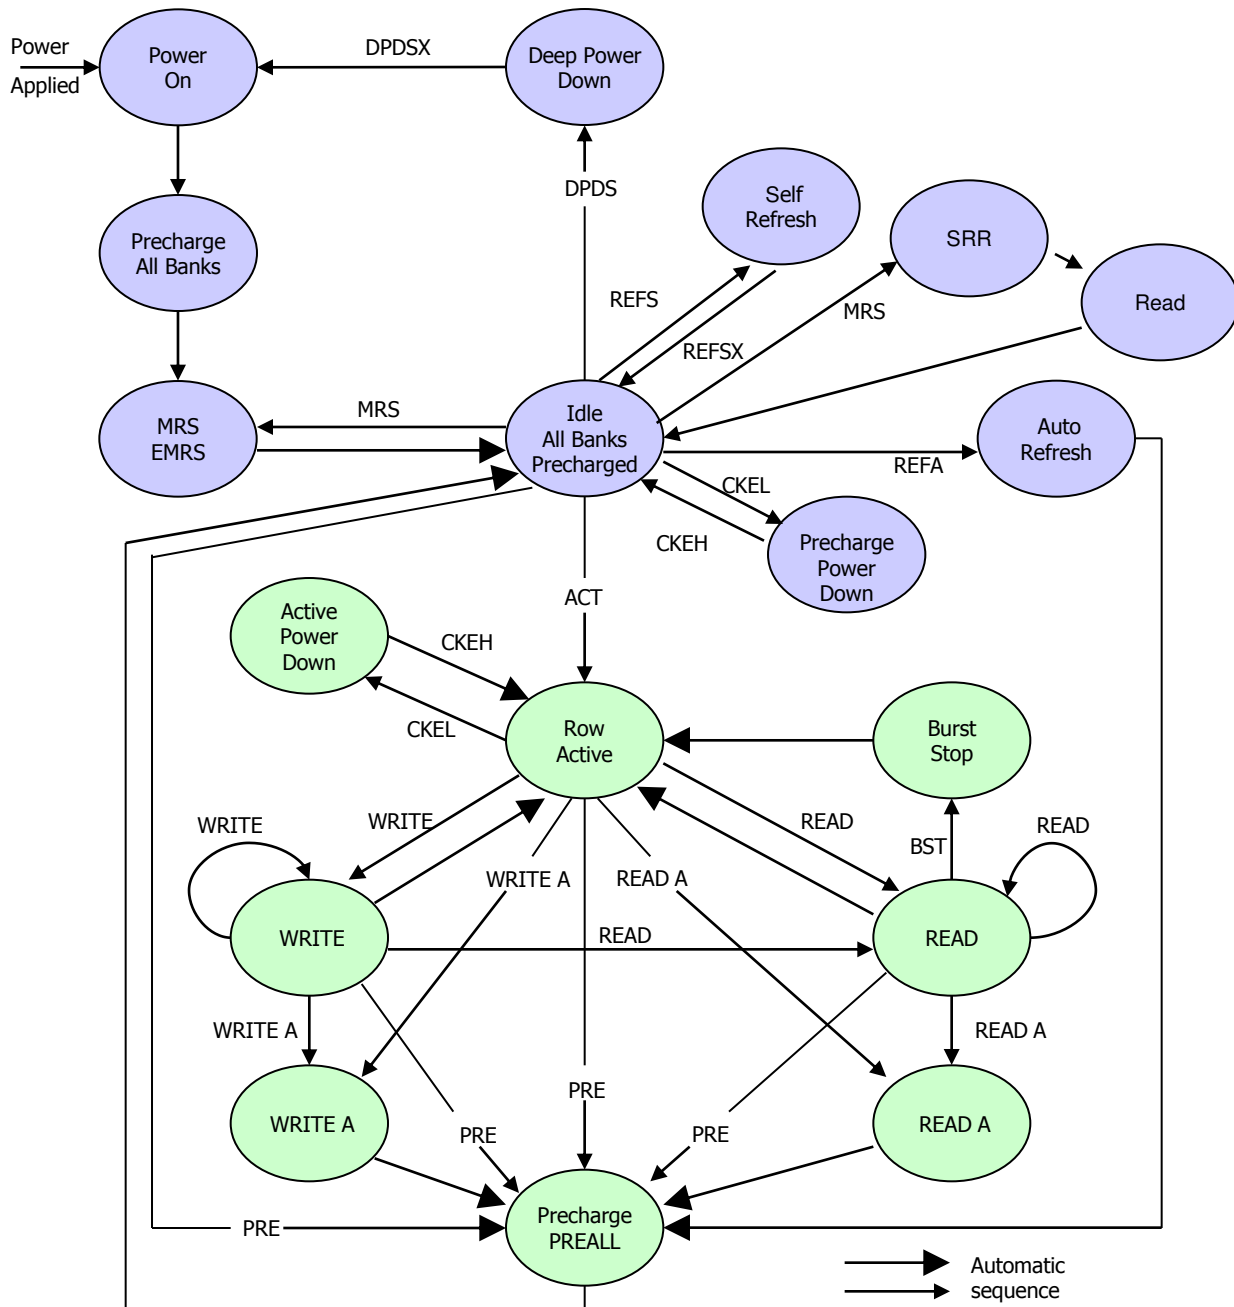 Power
Applied
Power
On
DPDSX
Deep Power
Down
DPDS
Self
Refresh
SRR
Read
Precharge
All Banks
REFS
REFSX
MRS
MRS
EMRS
MRS
Idle
All Banks
Precharged
Auto
Refresh
REFA
CKEL
CKEH
Precharge
Power
Down
ACT
Active
Power
Down
CKEH
CKEL
Row
Active
Burst
Stop
WRITE
WRITE
READ
BST
READ
WRITE A
READ A
WRITE
READ
READ
WRITE A
READ A
WRITE A
PRE
PRE
PRE
READ A
PRE
Precharge
PREALL
Automatic
sequence